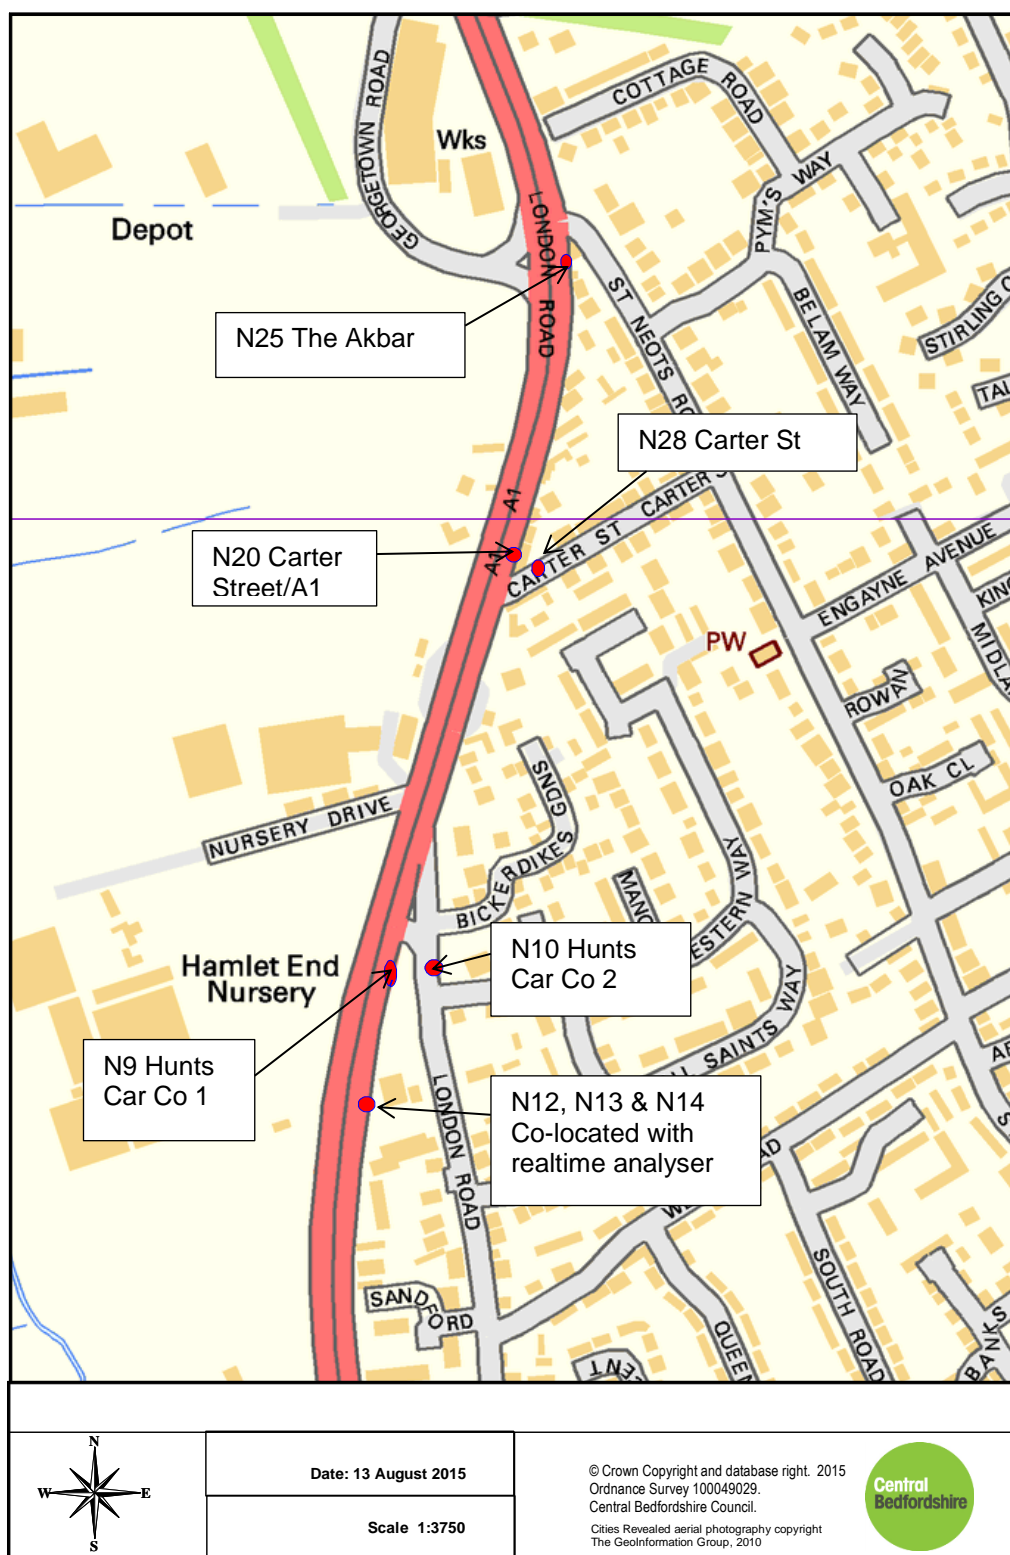 COTTAGE ROAD
GEORGETOWN ROAD
Wks
PYM'S WAY
Depot
LONDON ROAD
ST NEOTS RO
BELAM WAY
STIRLING C
TAL
N25 The Akbar
N28 Carter St
A1
CARTER S
N20 Carter
Street/A1
A1
CARTER ST
ENGAYNE AVENUE
KING
MIDLA
PW
ROWAN
OAK CL
GDNS
NURSERY DRIVE
BICKERDIKES
MANO
ESTERN WAY
Hamlet End
Nursery
N10 Hunts
Car Co 2
SAINTS WAY
N9 Hunts
Car Co 1
LONDON ROAD
N12, N13 & N14
Co-located with
realtime analyser
AD
W
SOUTH ROAD
SANDFORD
QUEEN
ENT
BANKS
N
W E
S
Date: 13 August 2015
Scale 1:3750
© Crown Copyright and database right. 2015
Ordnance Survey 100049029.
Central Bedfordshire Council.
Cities Revealed aerial photography copyright
The GeoInformation Group, 2010
Central
Bedfordshire